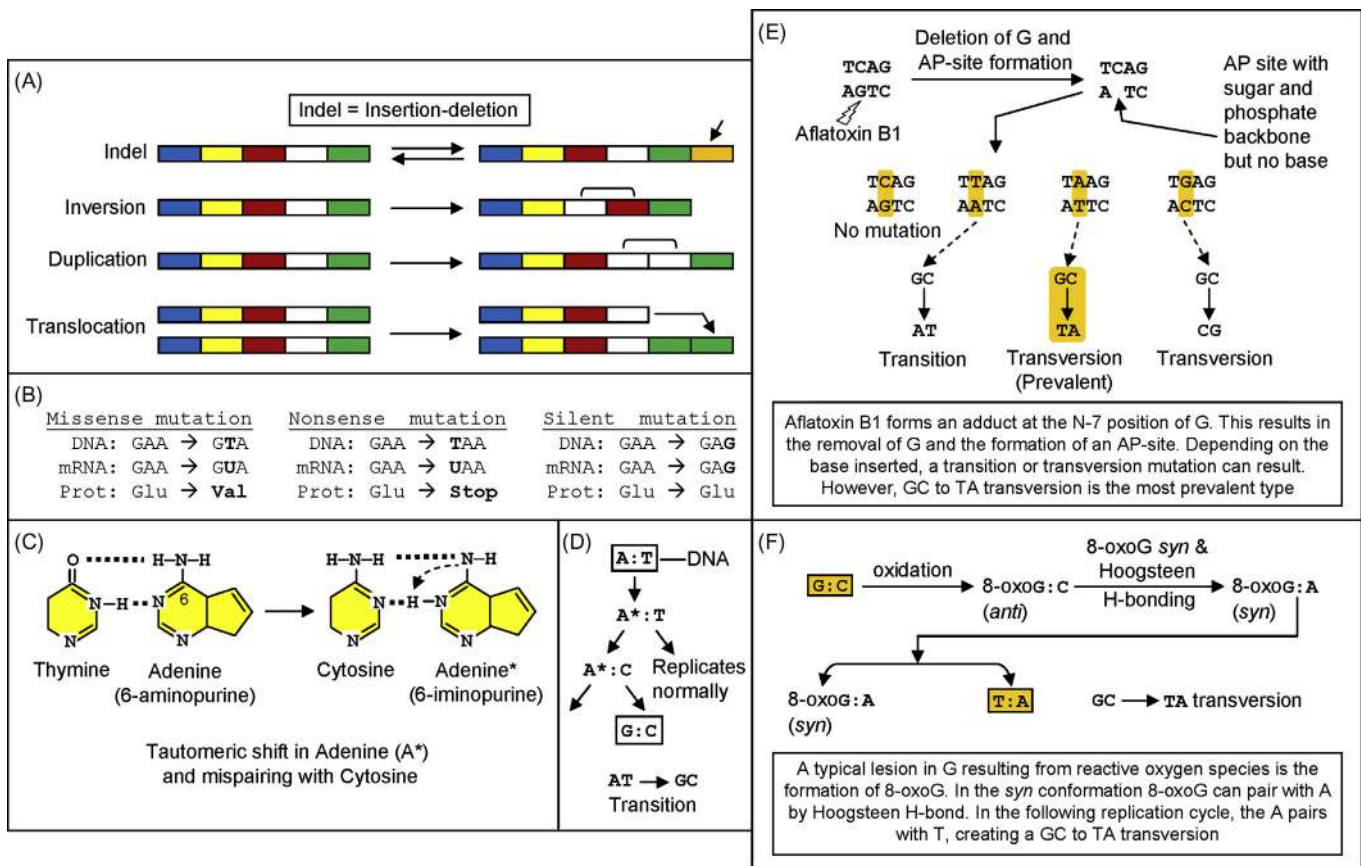 (A)
Indel = Insertion-deletion
Indel
Inversion
Duplication
Translocation
(B)
Missense mutation
DNA: GAA → GTA
mRNA: GAA → GUA
Prot: Glu → Val
Nonsense mutation
DNA: GAA → TAA
mRNA: GAA → UAA
Prot: Glu → Stop
Silent mutation
DNA: GAA → GAG
mRNA: GAA → GAG
Prot: Glu → Glu
(C)
O H–N–H
N–H N 6
N N
Thymine
Adenine
(6-aminopurine)
H–N–H N–H
N H–N
N N
Cytosine
Adenine*
(6-iminopurine)
Tautomeric shift in Adenine (A*)
and mispairing with Cytosine
(D)
A:T
DNA
A*:T
A*:C
Replicates
normally
G:C
AT → GC
Transition
(E)
Deletion of G and
AP-site formation
TCAG
AGTC
Aflatoxin B1
TCAG
A TC
AP site with
sugar and
phosphate
backbone
but no base
TCAG TTAG TAAG TGAG
AGTC AATC ATTC ACTC
No mutation
GC GC GC
AT TA CG
Transition
Transversion
(Prevalent)
Transversion
Aflatoxin B1 forms an adduct at the N-7 position of G. This results in
the removal of G and the formation of an AP-site. Depending on the
base inserted, a transition or transversion mutation can result.
However, GC to TA transversion is the most prevalent type
(F)
G:C
oxidation
8-oxoG:C
(anti)
8-oxoG syn &
Hoogsteen
H-bonding
8-oxoG:A
(syn)
8-oxoG:A
(syn)
T:A
GC → TA transversion
A typical lesion in G resulting from reactive oxygen species is the
formation of 8-oxoG. In the syn conformation 8-oxoG can pair with A
by Hoogsteen H-bond. In the following replication cycle, the A pairs
with T, creating a GC to TA transversion